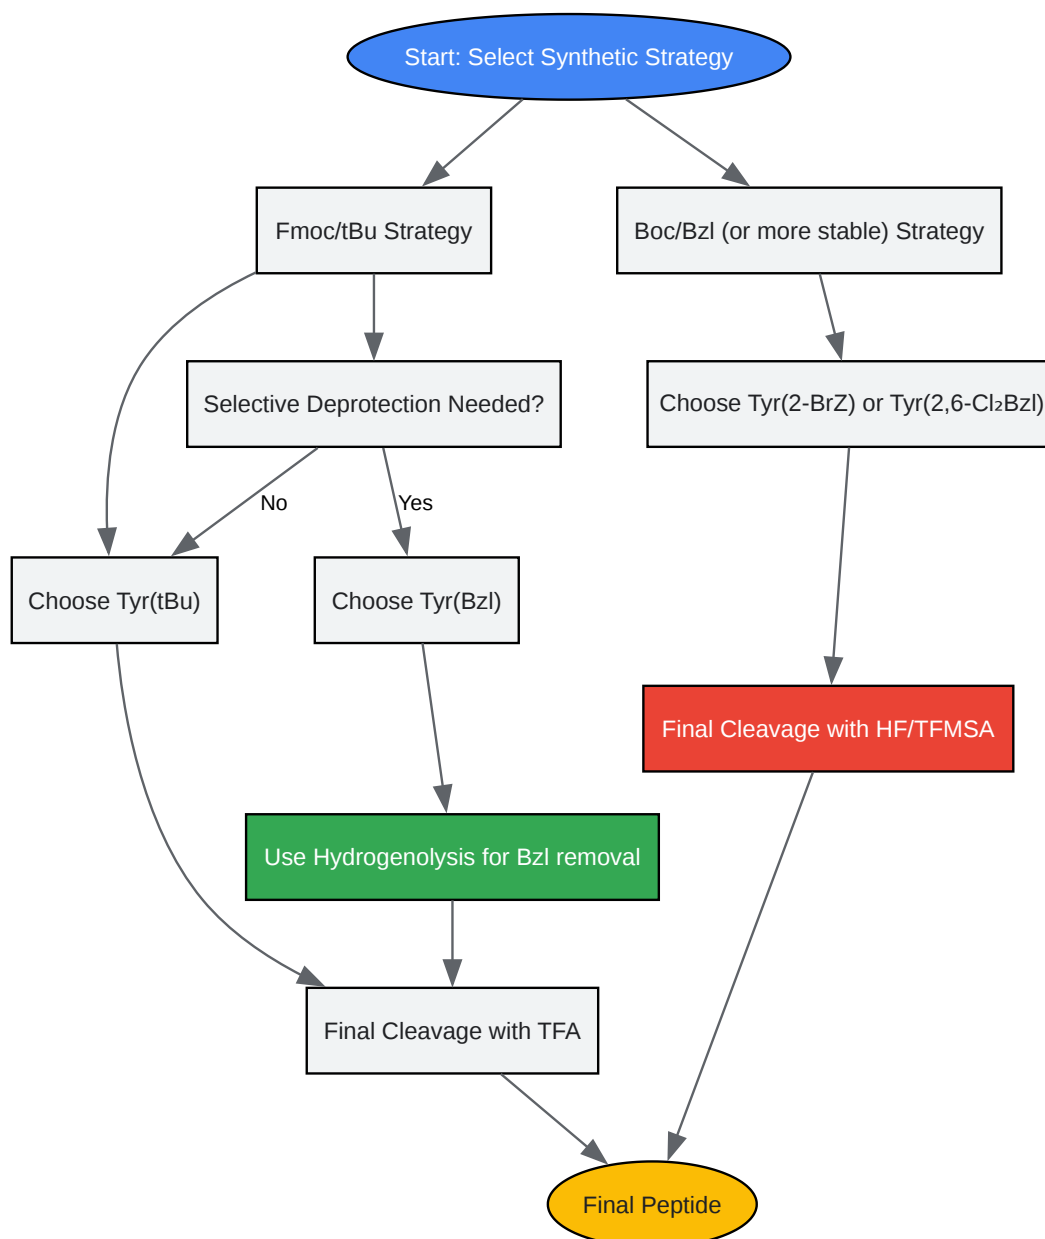 Start: Select Synthetic Strategy
Fmoc/tBu Strategy
Boc/Bzl (or more stable) Strategy
Selective Deprotection Needed?
Choose Tyr(2-BrZ) or Tyr(2,6-Cl₂Bzl)
No
Yes
Choose Tyr(tBu)
Choose Tyr(Bzl)
Final Cleavage with HF/TFMSA
Use Hydrogenolysis for Bzl removal
Final Cleavage with TFA
Final Peptide